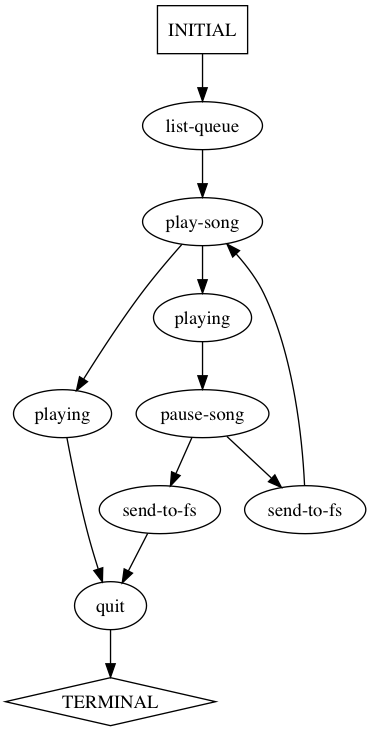 INITIAL
list-queue
play-song
playing
playing
pause-song
send-to-fs
send-to-fs
quit
TERMINAL